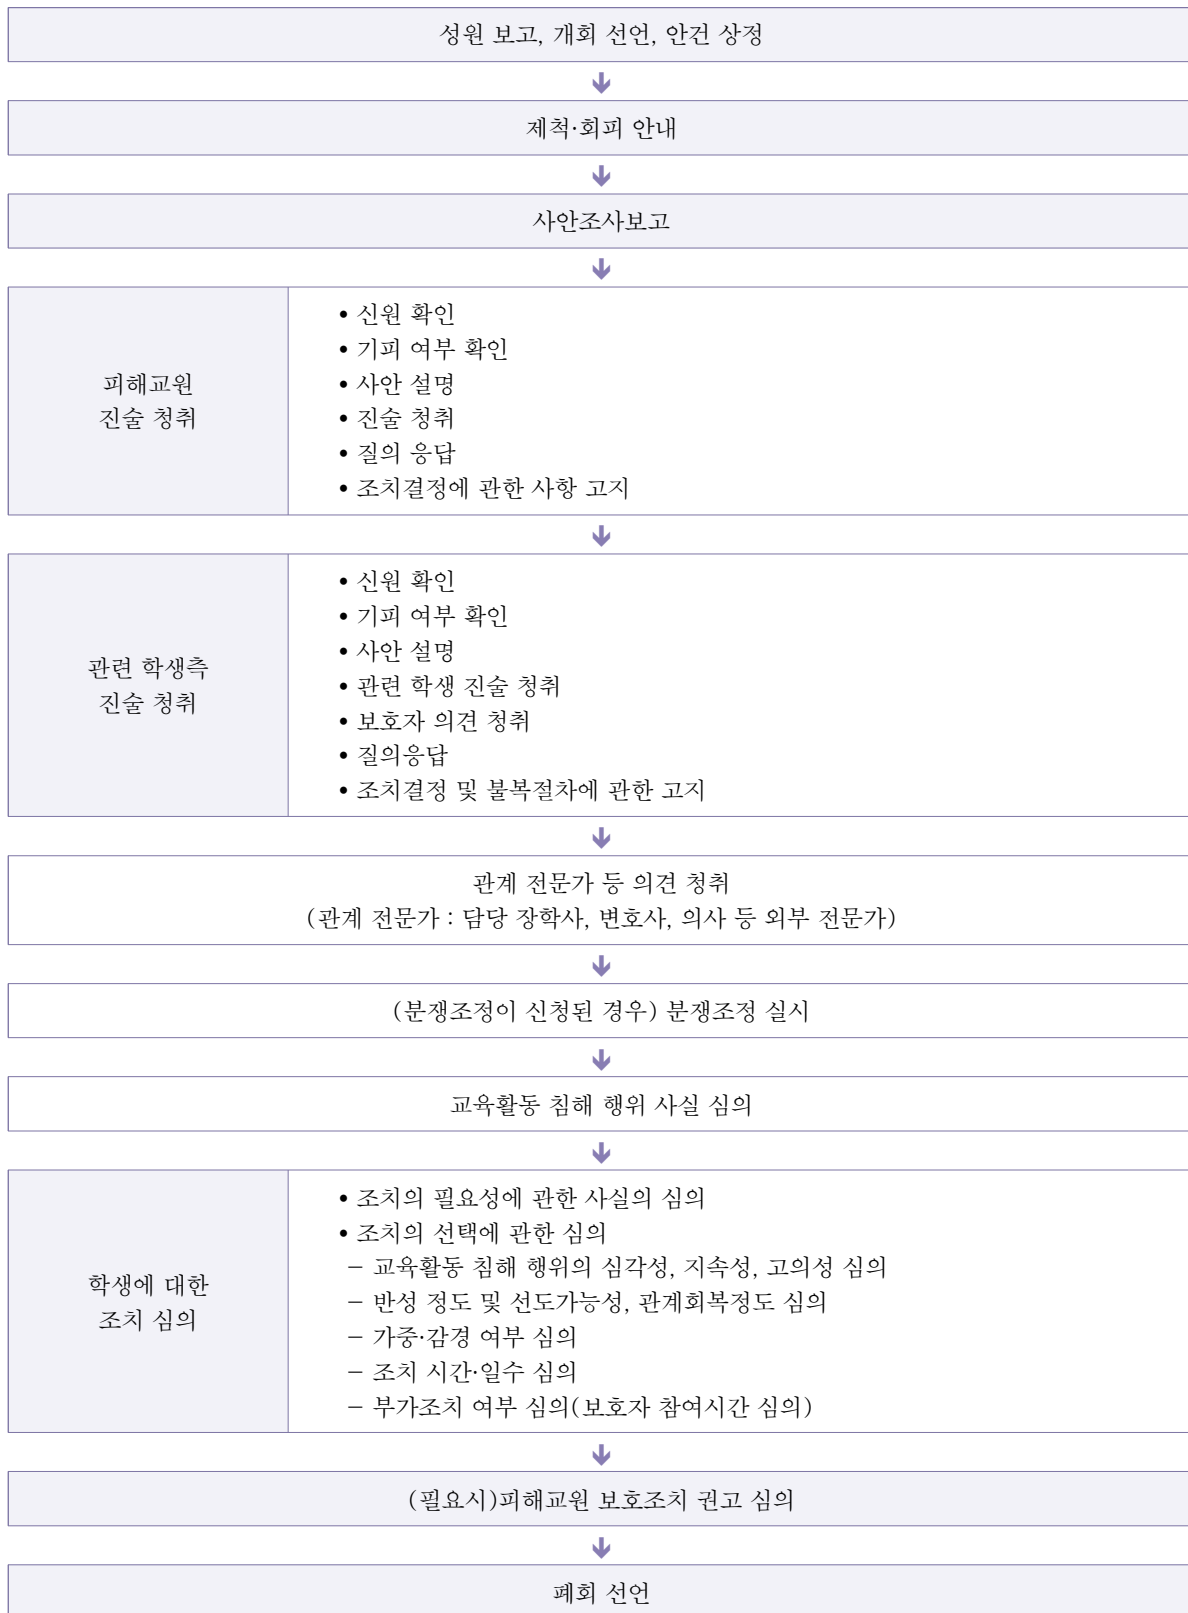 성원 보고, 개회 선언, 안건 상정
제척·회피 안내
사안조사보고
피해교원
진술 청취
• 신원 확인
• 기피 여부 확인
• 사안 설명
• 진술 청취
• 질의 응답
• 조치결정에 관한 사항 고지
관련 학생측
진술 청취
• 신원 확인
• 기피 여부 확인
• 사안 설명
• 관련 학생 진술 청취
• 보호자 의견 청취
• 질의응답
• 조치결정 및 불복절차에 관한 고지
관계 전문가 등 의견 청취
(관계 전문가 : 담당 장학사, 변호사, 의사 등 외부 전문가)
(분쟁조정이 신청된 경우) 분쟁조정 실시
교육활동 침해 행위 사실 심의
학생에 대한
조치 심의
• 조치의 필요성에 관한 사실의 심의
• 조치의 선택에 관한 심의
– 교육활동 침해 행위의 심각성, 지속성, 고의성 심의
– 반성 정도 및 선도가능성, 관계회복정도 심의
– 가중·감경 여부 심의
– 조치 시간·일수 심의
– 부가조치 여부 심의(보호자 참여시간 심의)
(필요시)피해교원 보호조치 권고 심의
폐회 선언